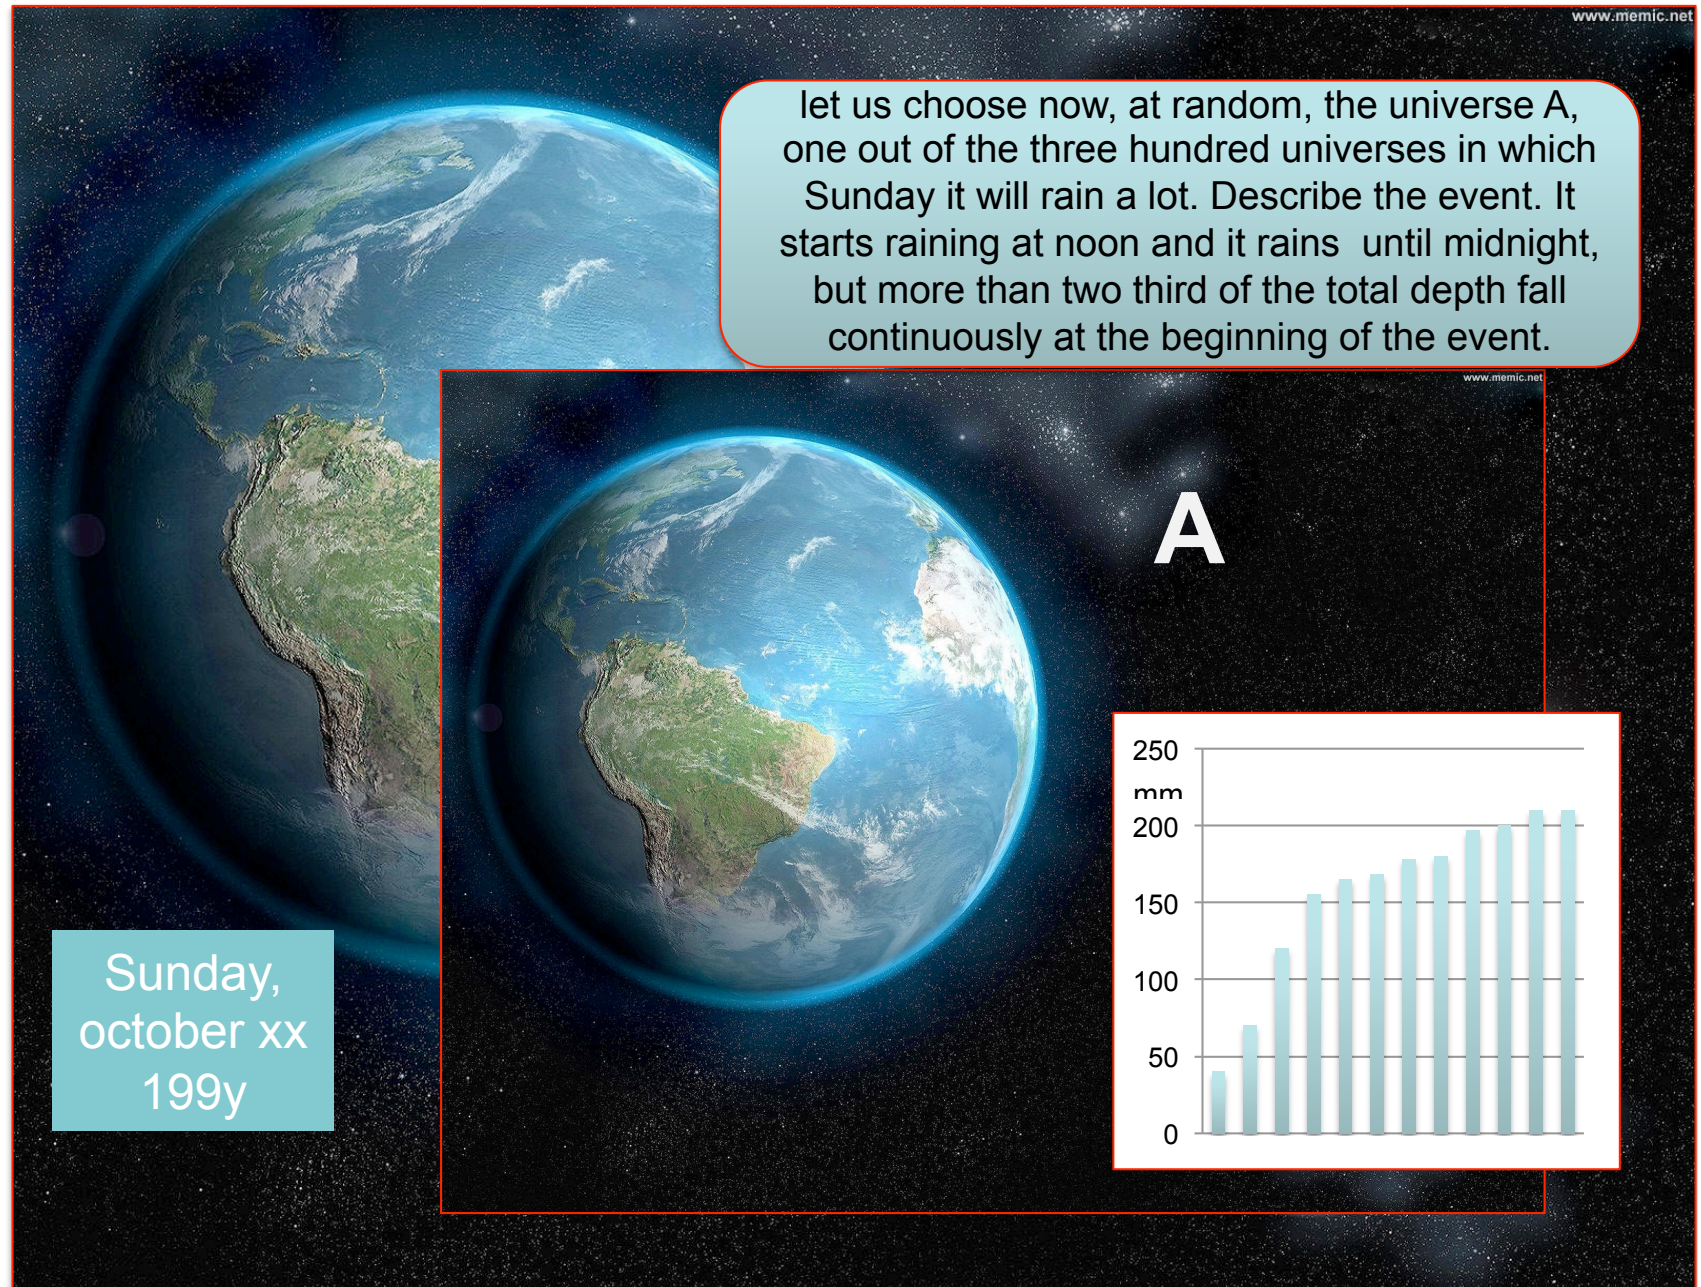 www.memic.net
let us choose now, at random, the universe A,
one out of the three hundred universes in which
Sunday it will rain a lot. Describe the event. It
starts raining at noon and it rains  until midnight,
but more than two third of the total depth fall
continuously at the beginning of the event.
www.memic.net
A
250
mm
200
150
100
50
0
Sunday,
october xx
199y